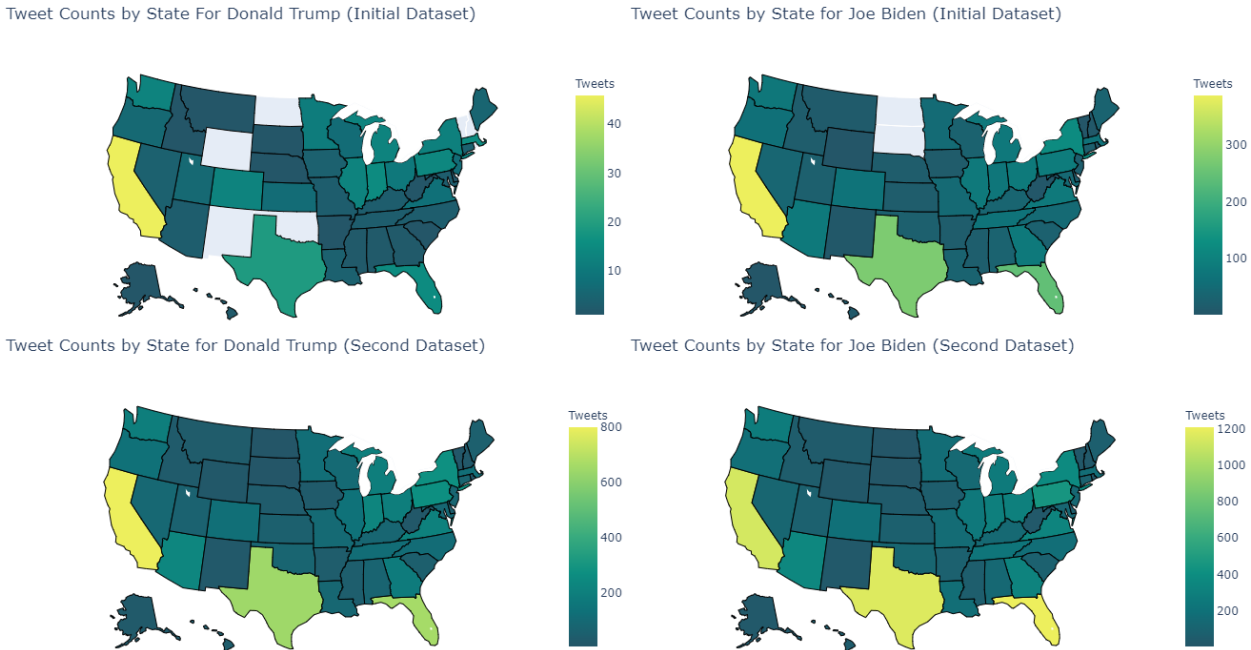 Tweet Counts by State For Donald Trump (Initial Dataset)
Tweets
40
30
20
10
Tweet Counts by State for Joe Biden (Initial Dataset)
Tweets
300
200
100
Tweet Counts by State for Donald Trump (Second Dataset)
Tweets
800
600
400
200
Tweet Counts by State for Joe Biden (Second Dataset)
Tweets
1200
1000
800
600
400
200